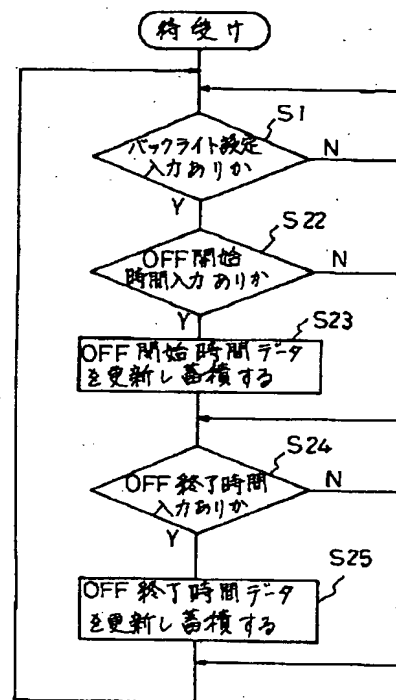 待受け
S1
バックライト設定
入力ありか
N
Y
S22
OFF開始
時間入力ありか
N
Y
S23
OFF開始時間データ
を更新し蓄積する
S24
OFF終了時間
入力ありか
N
Y
S25
OFF終了時間データ
を更新し蓄積する